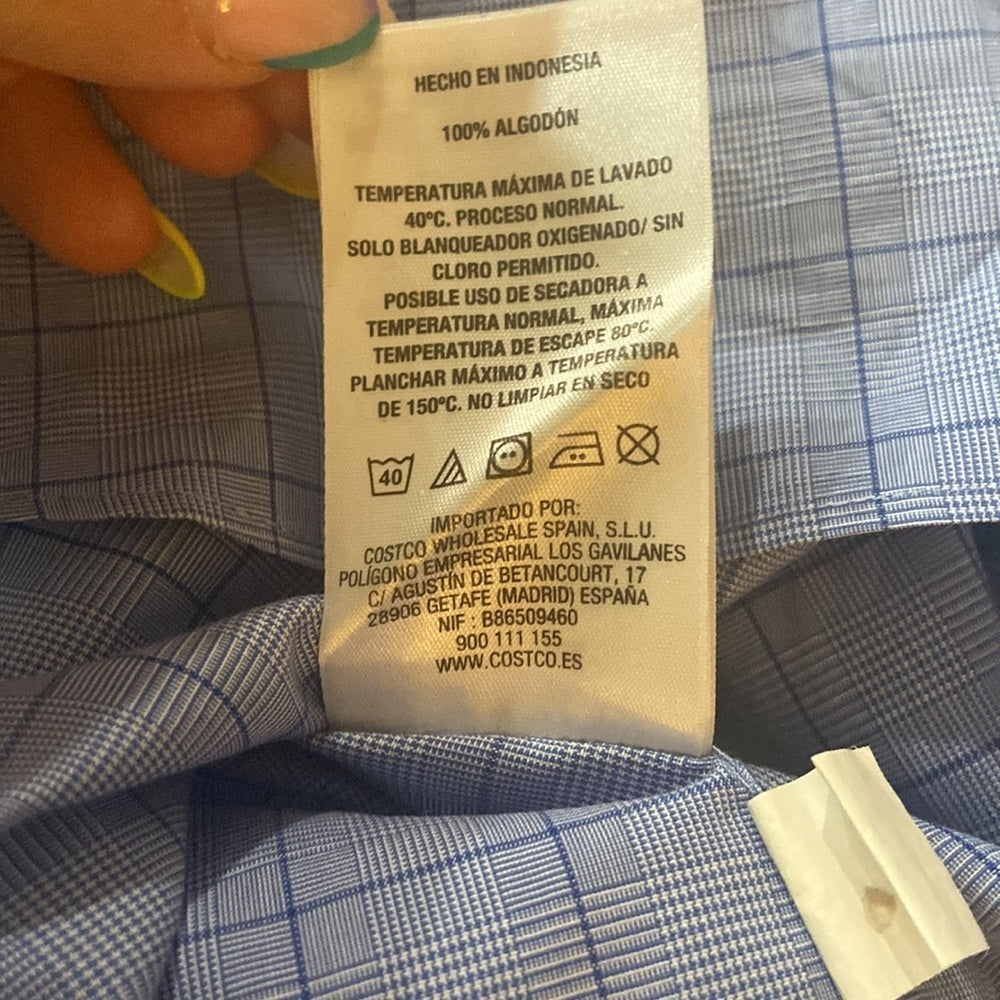 HECHO EN INDONESIA
100% ALGODÓN
TEMPERATURA MÁXIMA DE LAVADO
40ºC. PROCESO NORMAL.
SOLO BLANQUEADOR OXIGENADO/ SIN
CLORO PERMITIDO.
POSIBLE USO DE SECADORA A
TEMPERATURA NORMAL, MÁXIMA
TEMPERATURA DE ESCAPE 80ºC.
PLANCHAR MÁXIMO A TEMPERATURA
DE 150ºC. NO LIMPIAR EN SECO
40
IMPORTADO POR:
COSTCO WHOLESALE SPAIN, S.L.U.
POLÍGONO EMPRESARIAL LOS GAVILANES
C/ AGUSTÍN DE BETANCOURT, 17
28906 GETAFE (MADRID) ESPAÑA
NIF : B86509460
900 111 155
WWW.COSTCO.ES